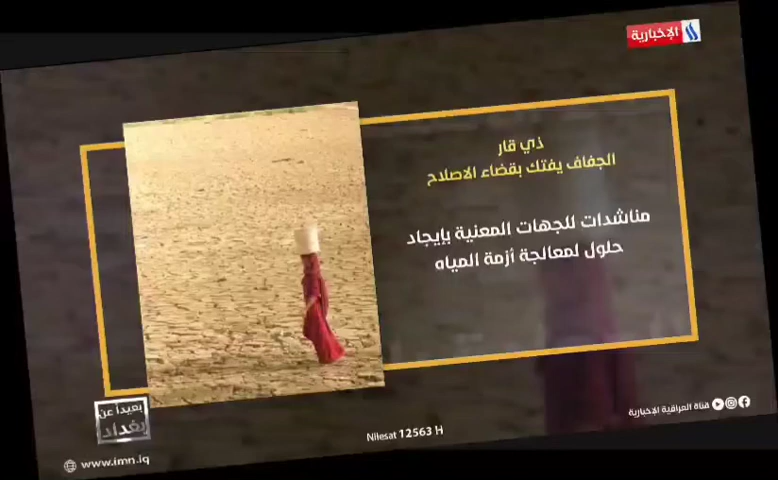 الإخبارية
ذي قار
الجفاف يفتك بقضاء الاصلاح
مناشدات للجهات المعنية بإيجاد
حلول لمعالجة أزمة المياه
بعيداً عن
بغداد
www.imn.iq
Nilesat 12563 H
قناة العراقية الإخبارية